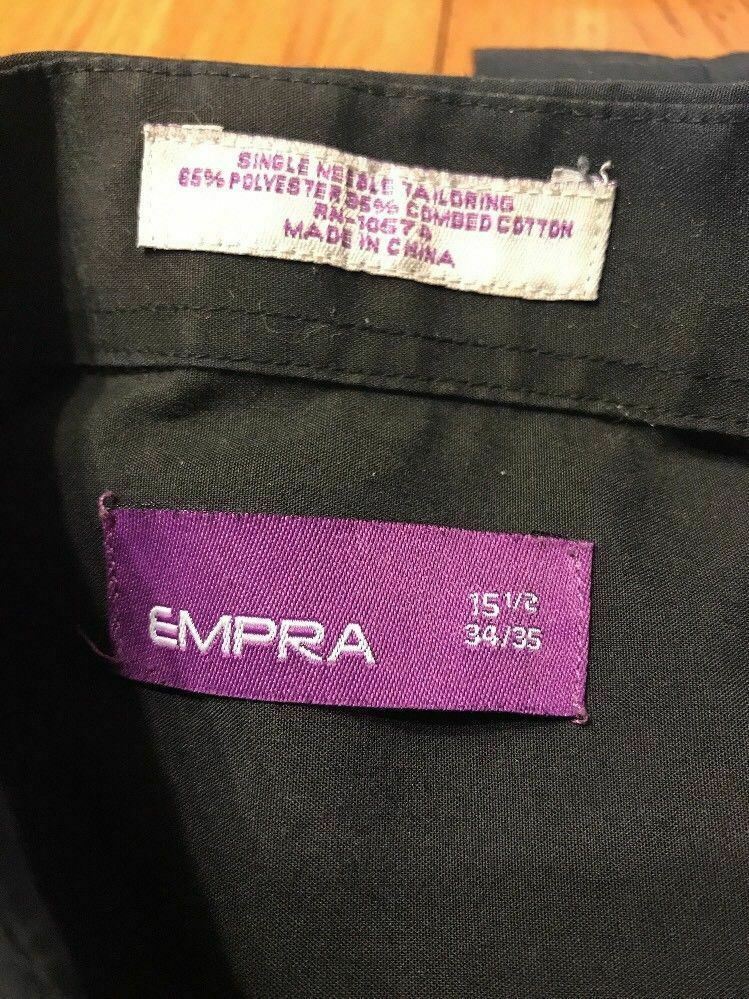 SINGLE NEEDLE TAILORING
65% POLYESTER 35% COMBED COTTON
MADE IN CHINA
EMPRA
15 1/2
34/35